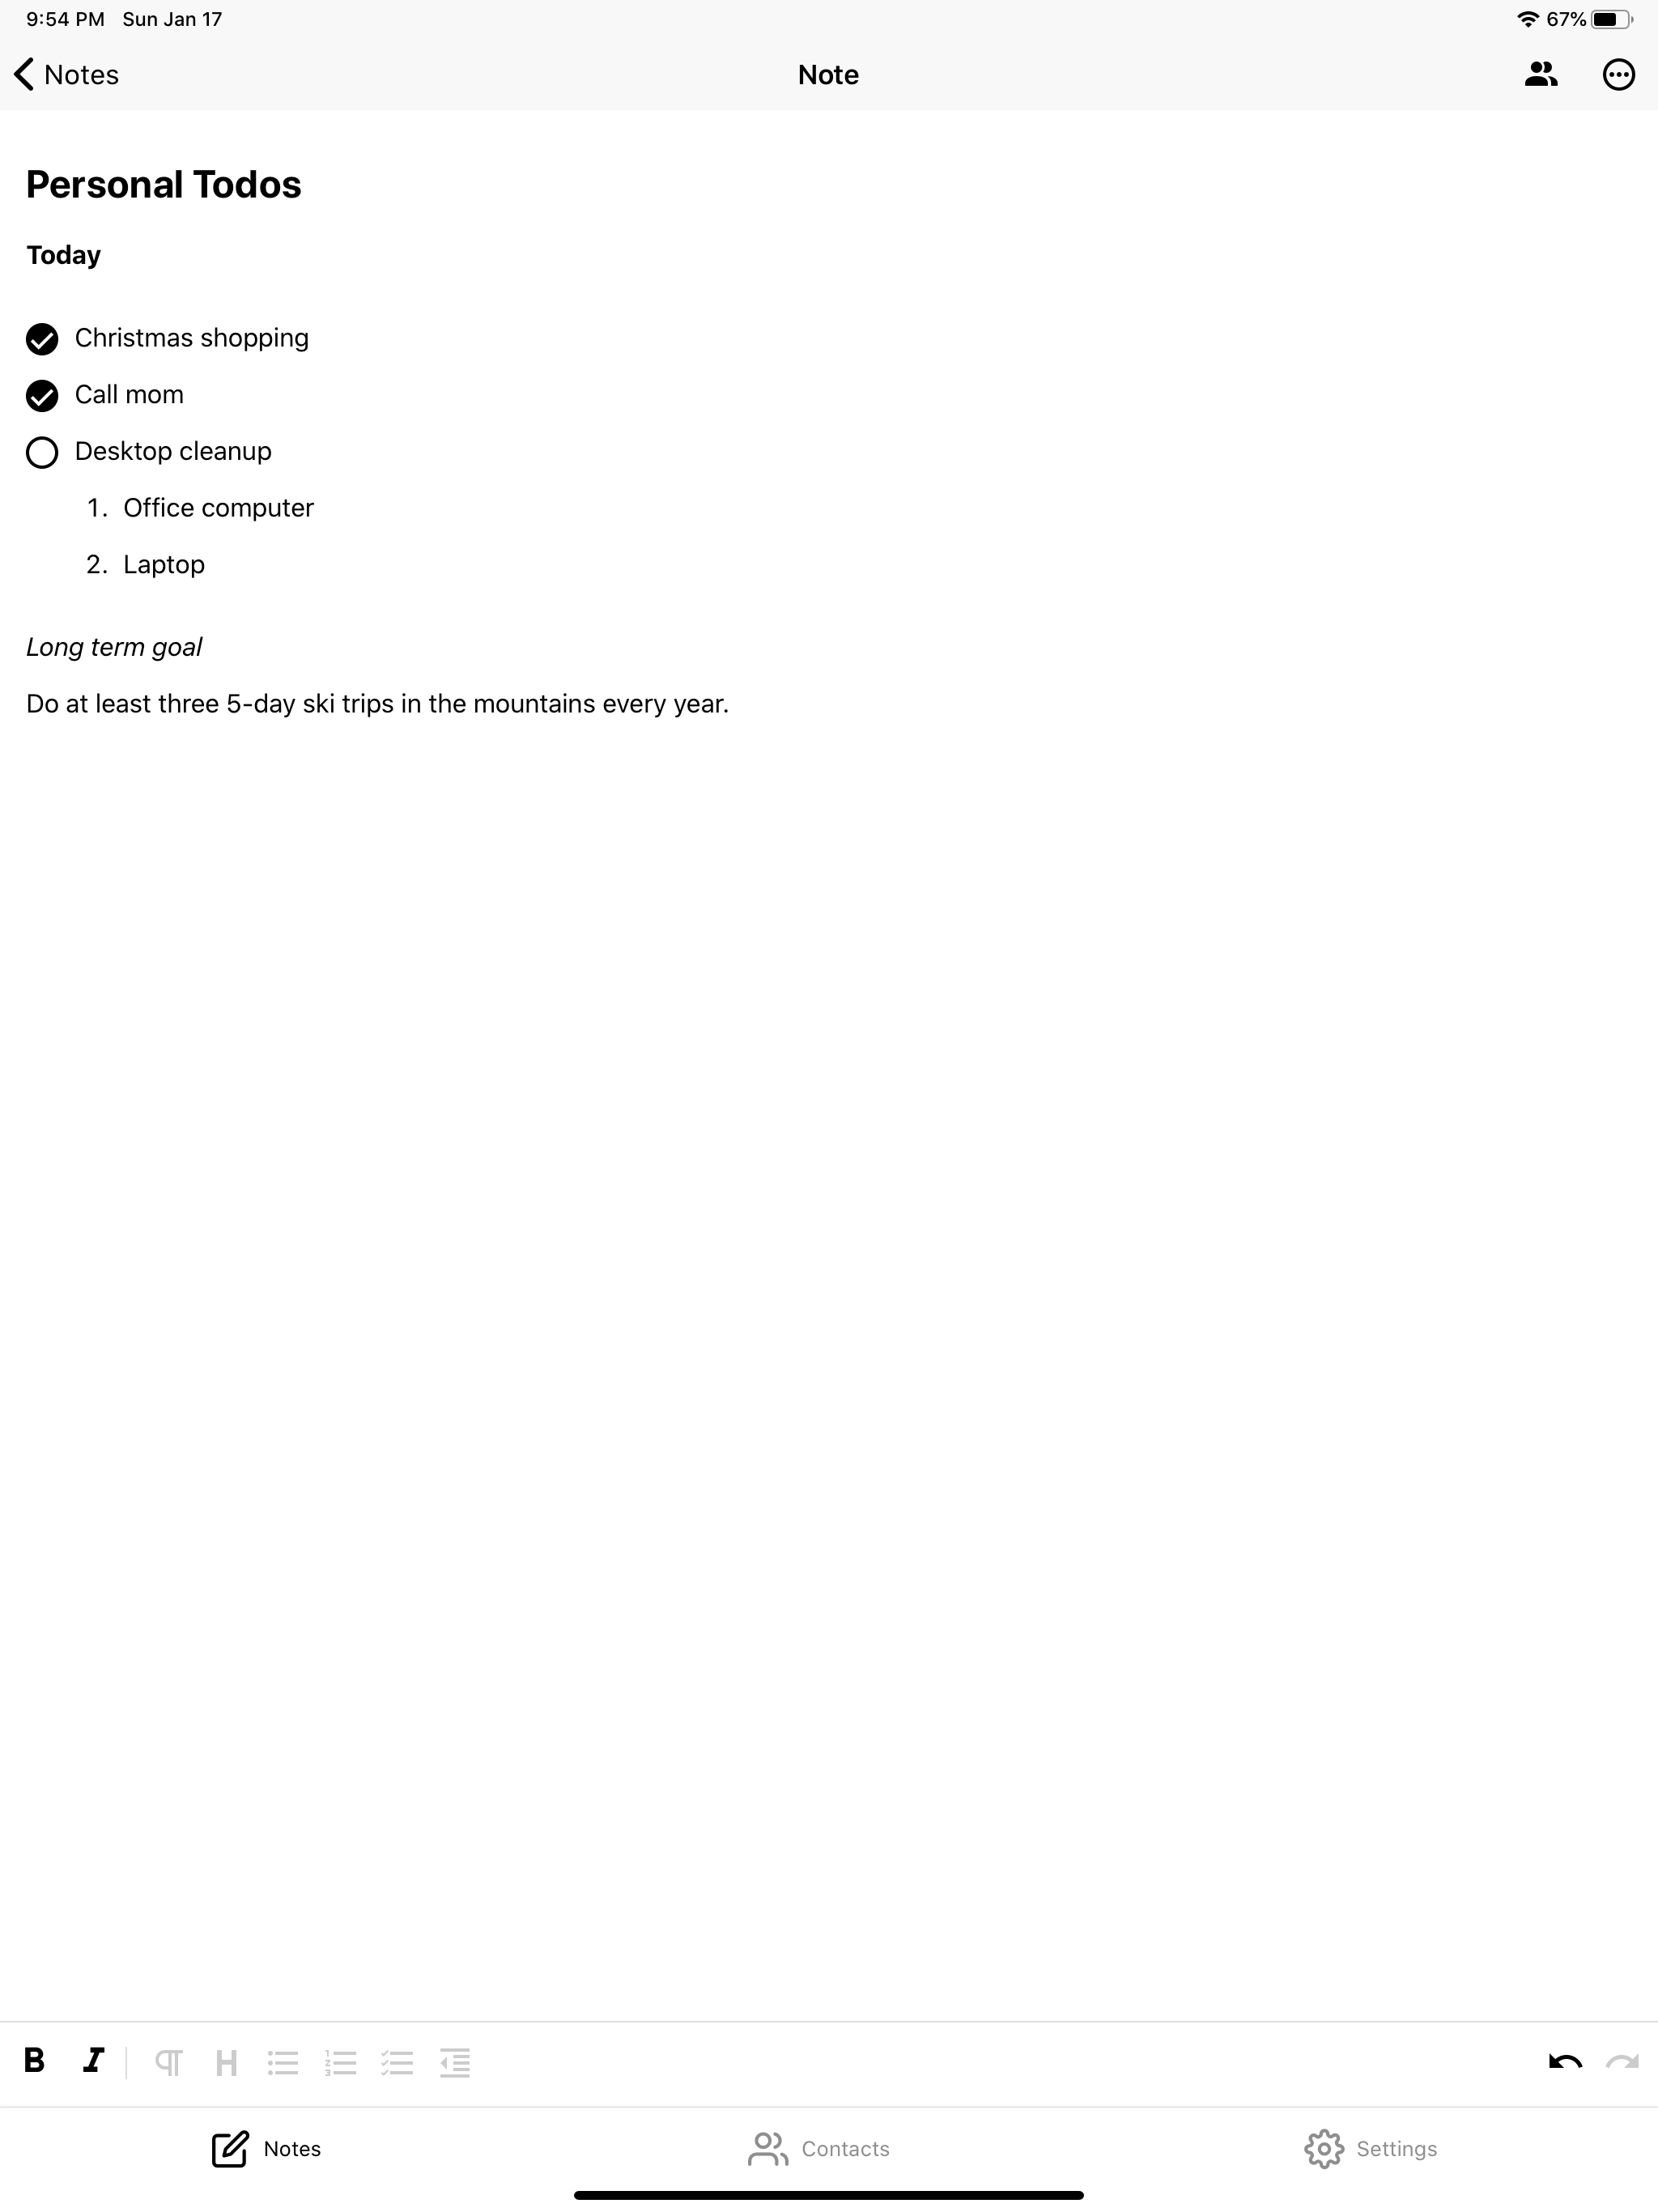 9:54 PM Sun Jan 17 67%
Notes Note
Personal Todos
Today
Christmas shopping
Call mom
Desktop cleanup
1. Office computer
2. Laptop
Long term goal
Do at least three 5-day ski trips in the mountains every year.
B I H
Notes Contacts Settings